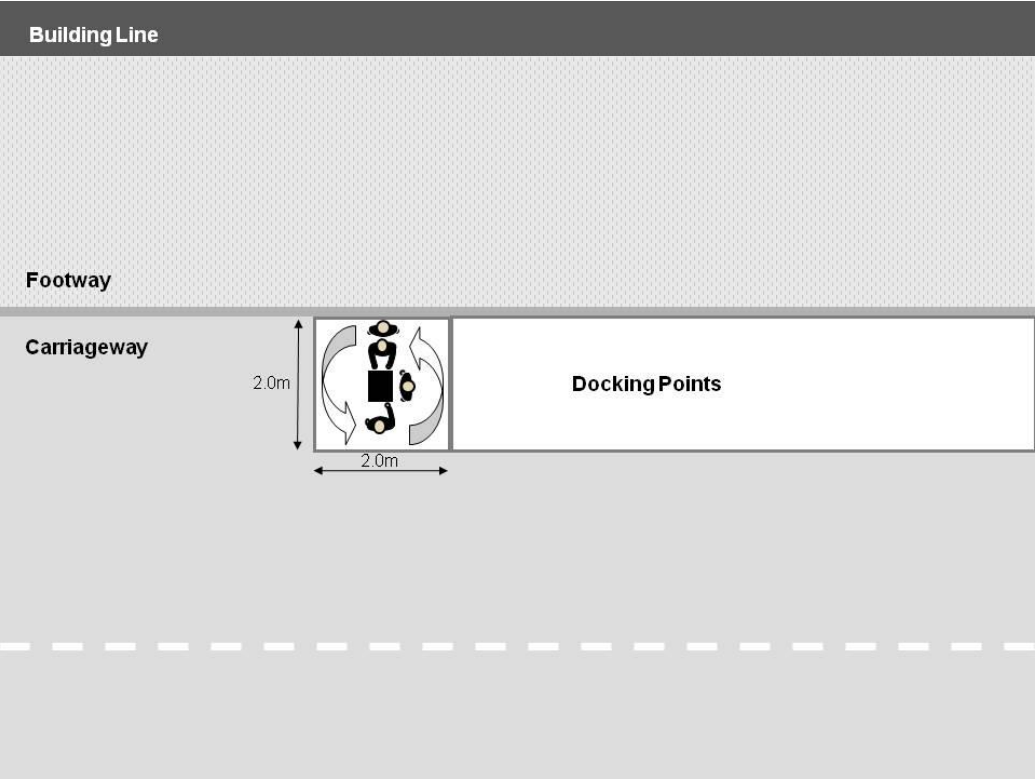 Building Line
Footway
Carriageway
2.0m
Docking Points
2.0m